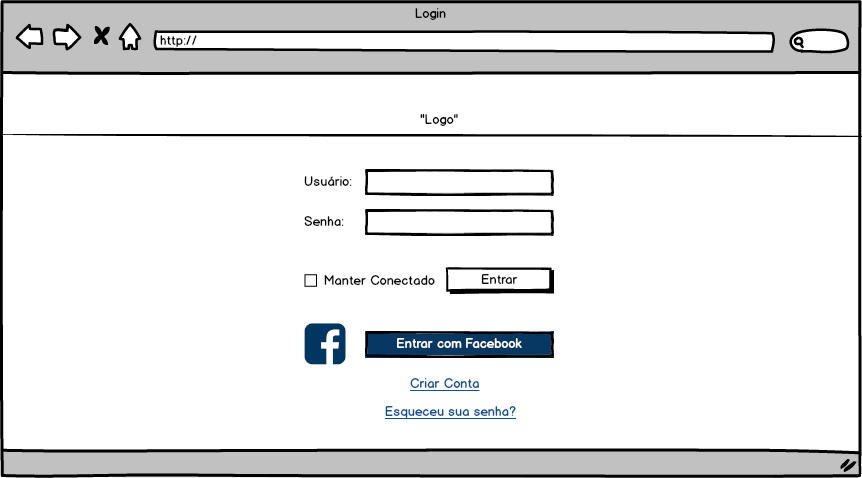 Login
http://
"Logo"
Usuário:
Senha:
Manter Conectado
Entrar
Entrar com Facebook
Criar Conta
Esqueceu sua senha?